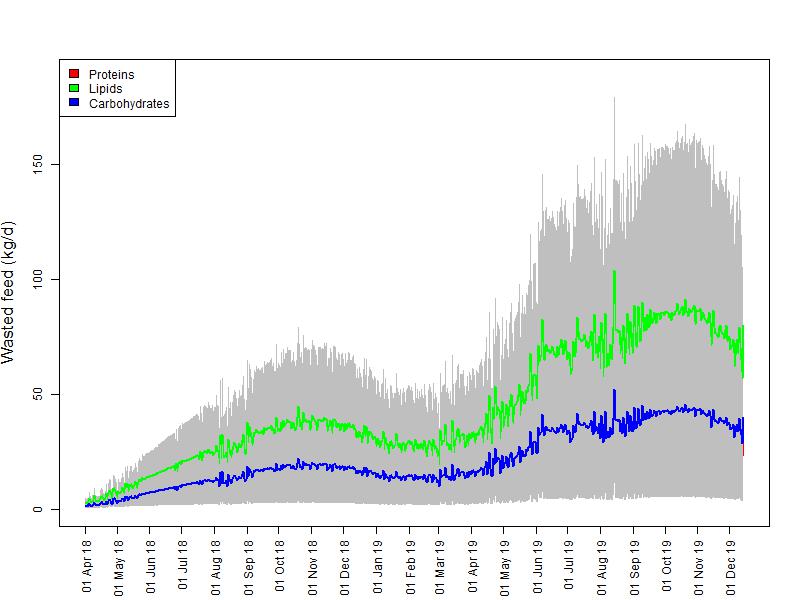 Proteins
Lipids
Carbohydrates
Wasted feed (kg/d)
150
100
50
0
01 Apr 18
01 May 18
01 Jun 18
01 Jul 18
01 Aug 18
01 Sep 18
01 Oct 18
01 Nov 18
01 Dec 18
01 Jan 19
01 Feb 19
01 Mar 19
01 Apr 19
01 May 19
01 Jun 19
01 Jul 19
01 Aug 19
01 Sep 19
01 Oct 19
01 Nov 19
01 Dec 19